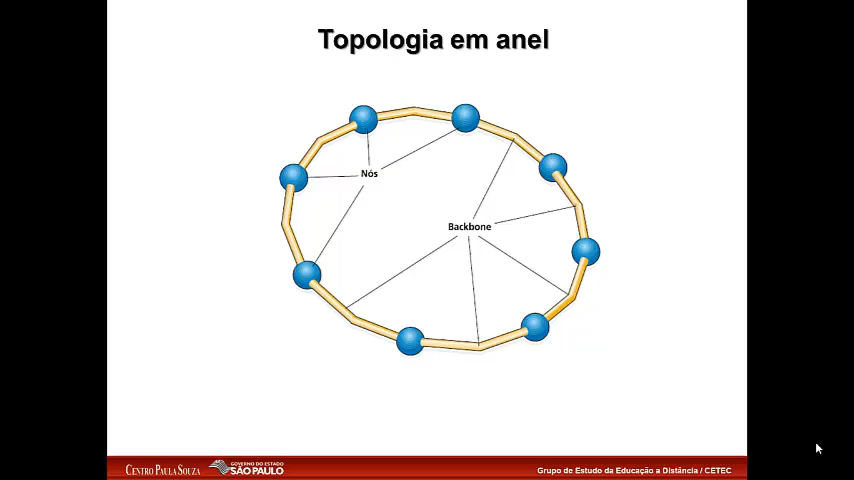 Topologia em anel
Nós
Backbone
CENTRO PAULA SOUZA
GOVERNO DO ESTADO
SÃO PAULO
Grupo de Estudo da Educação a Distância / CETEC